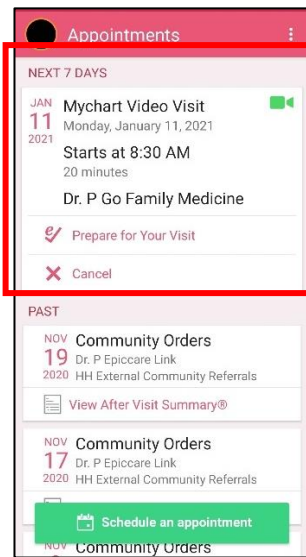 Appointments
NEXT 7 DAYS
JAN
11
2021
Mychart Video Visit
Monday, January 11, 2021
Starts at 8:30 AM
20 minutes
Dr. P Go Family Medicine
Prepare for Your Visit
Cancel
PAST
NOV
19
2020
Community Orders
Dr. P Epiccare Link
HH External Community Referrals
View After Visit Summary®
NOV
17
2020
Community Orders
Dr. P Epiccare Link
HH External Community Referrals
Schedule an appointment
NOV
Community Orders